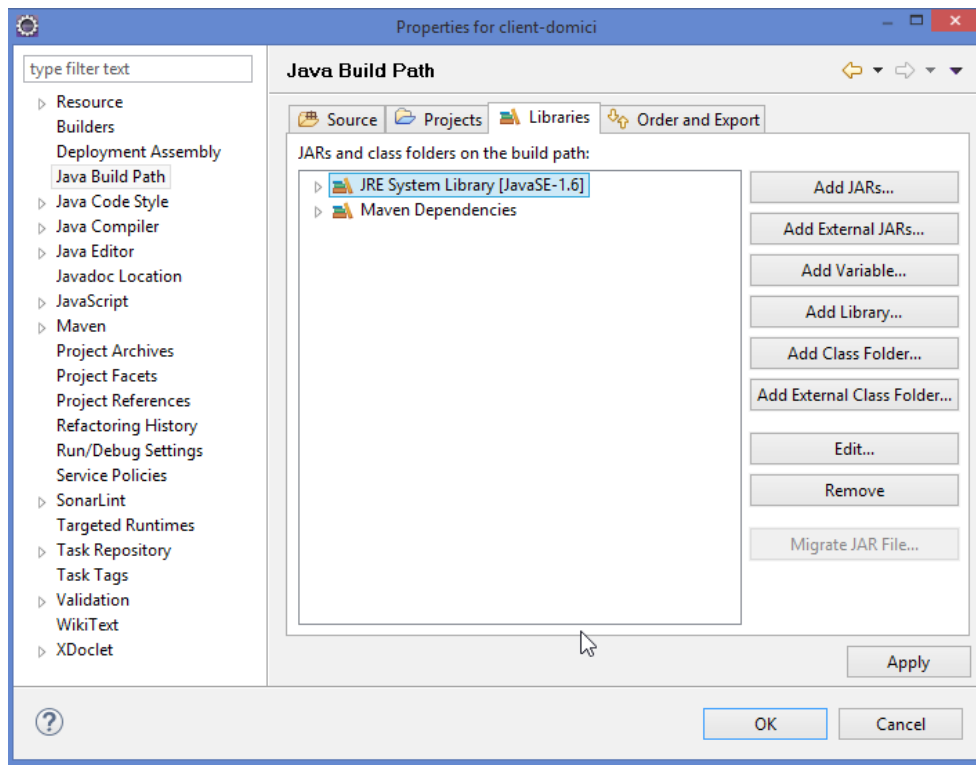 Properties for client-domici
type filter text
Resource
Builders
Deployment Assembly
Java Build Path
Java Code Style
Java Compiler
Java Editor
Javadoc Location
JavaScript
Maven
Project Archives
Project Facets
Project References
Refactoring History
Run/Debug Settings
Service Policies
SonarLint
Targeted Runtimes
Task Repository
Task Tags
Validation
WikiText
XDoclet
Java Build Path
Source Projects Libraries Order and Export
JARs and class folders on the build path:
JRE System Library [JavaSE-1.6]
Maven Dependencies
Add JARs...
Add External JARs...
Add Variable...
Add Library...
Add Class Folder...
Add External Class Folder...
Edit...
Remove
Migrate JAR File...
Apply
OK Cancel